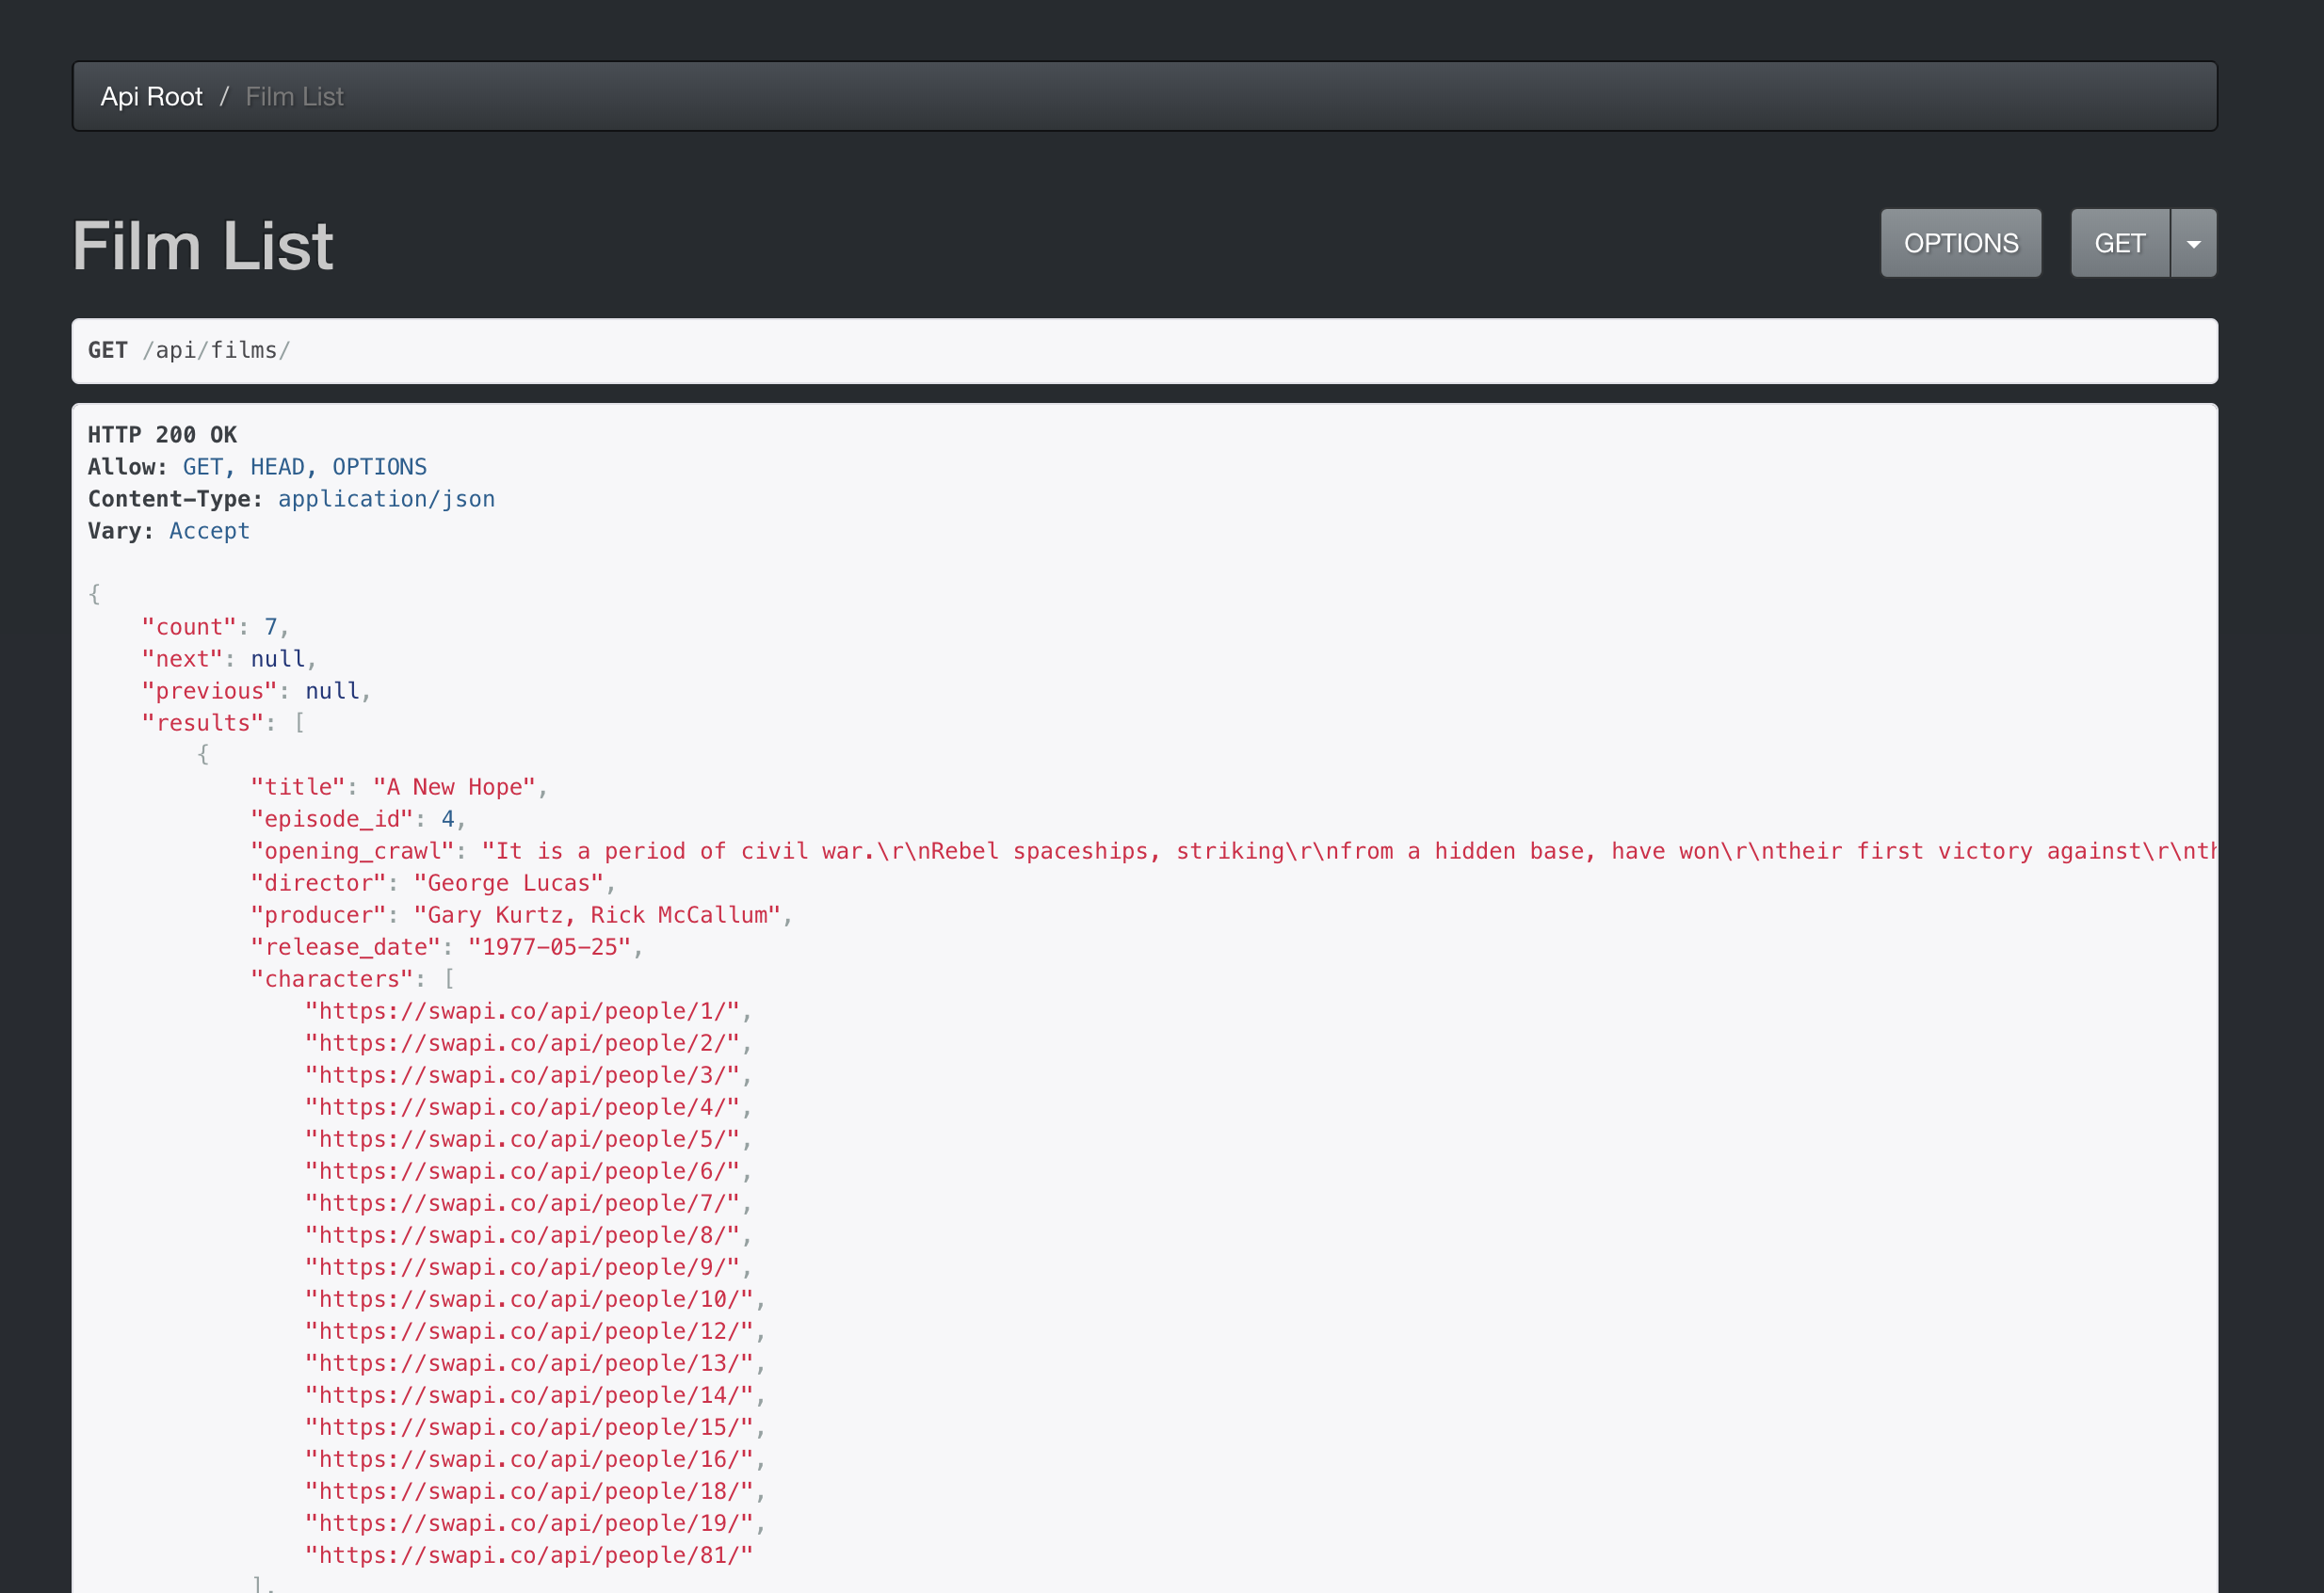 Api Root / Film List
Film List
OPTIONS
GET
GET /api/films/
HTTP 200 OK
Allow: GET, HEAD, OPTIONS
Content-Type: application/json
Vary: Accept
{
    "count": 7,
    "next": null,
    "previous": null,
    "results": [
        {
            "title": "A New Hope",
            "episode_id": 4,
            "opening_crawl": "It is a period of civil war.\r\nRebel spaceships, striking\r\nfrom a hidden base, have won\r\ntheir first victory against\r\nth
            "director": "George Lucas",
            "producer": "Gary Kurtz, Rick McCallum",
            "release_date": "1977-05-25",
            "characters": [
                "https://swapi.co/api/people/1/",
                "https://swapi.co/api/people/2/",
                "https://swapi.co/api/people/3/",
                "https://swapi.co/api/people/4/",
                "https://swapi.co/api/people/5/",
                "https://swapi.co/api/people/6/",
                "https://swapi.co/api/people/7/",
                "https://swapi.co/api/people/8/",
                "https://swapi.co/api/people/9/",
                "https://swapi.co/api/people/10/",
                "https://swapi.co/api/people/12/",
                "https://swapi.co/api/people/13/",
                "https://swapi.co/api/people/14/",
                "https://swapi.co/api/people/15/",
                "https://swapi.co/api/people/16/",
                "https://swapi.co/api/people/18/",
                "https://swapi.co/api/people/19/",
                "https://swapi.co/api/people/81/"
            ],